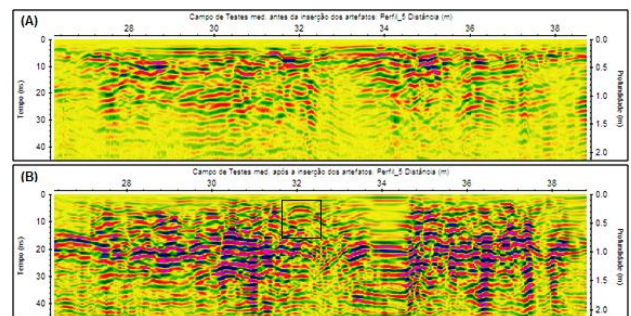 (A)
Campo de Testes med. antes da inserção dos artefatos: Perfil_5 Distância (m)
28 30 32 34 36 38
Tempo (ns)
0
10
20
30
40
Profundidade (m)
0.0
0.5
1.0
1.5
2.0
(B)
Campo de Testes med. após a inserção dos artefatos: Perfil_5 Distância (m)
28 30 32 34 36 38
Tempo (ns)
0
10
20
30
40
Profundidade (m)
0.0
0.5
1.0
1.5
2.0